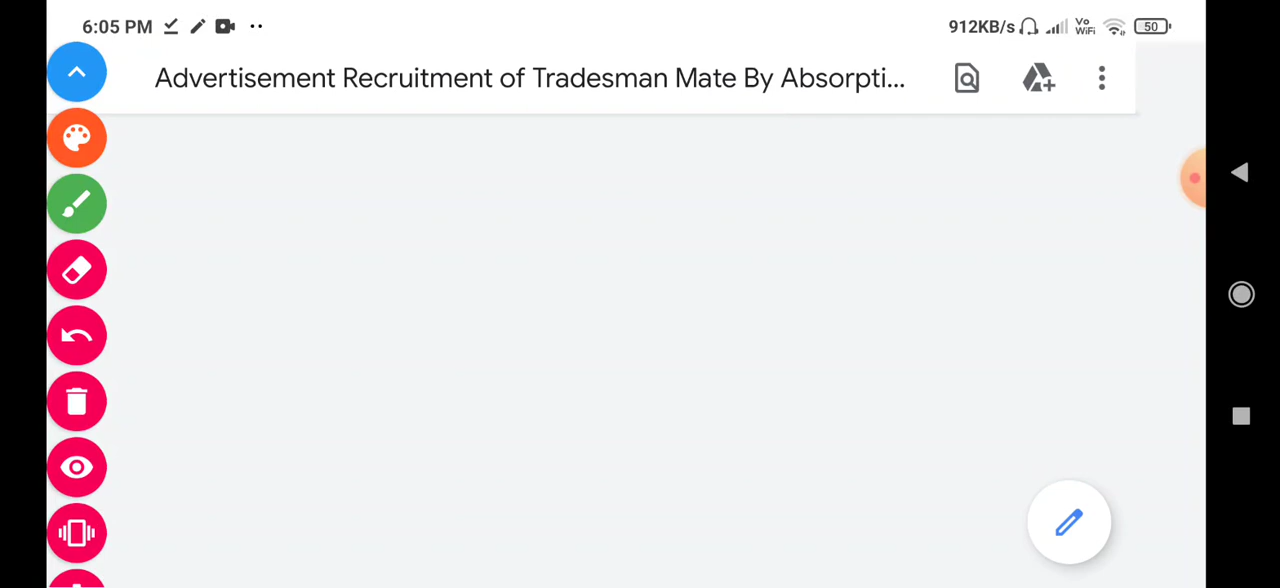 6:05 PM
912KB/s Vo WiFi 50
Advertisement Recruitment of Tradesman Mate By Absorpti...